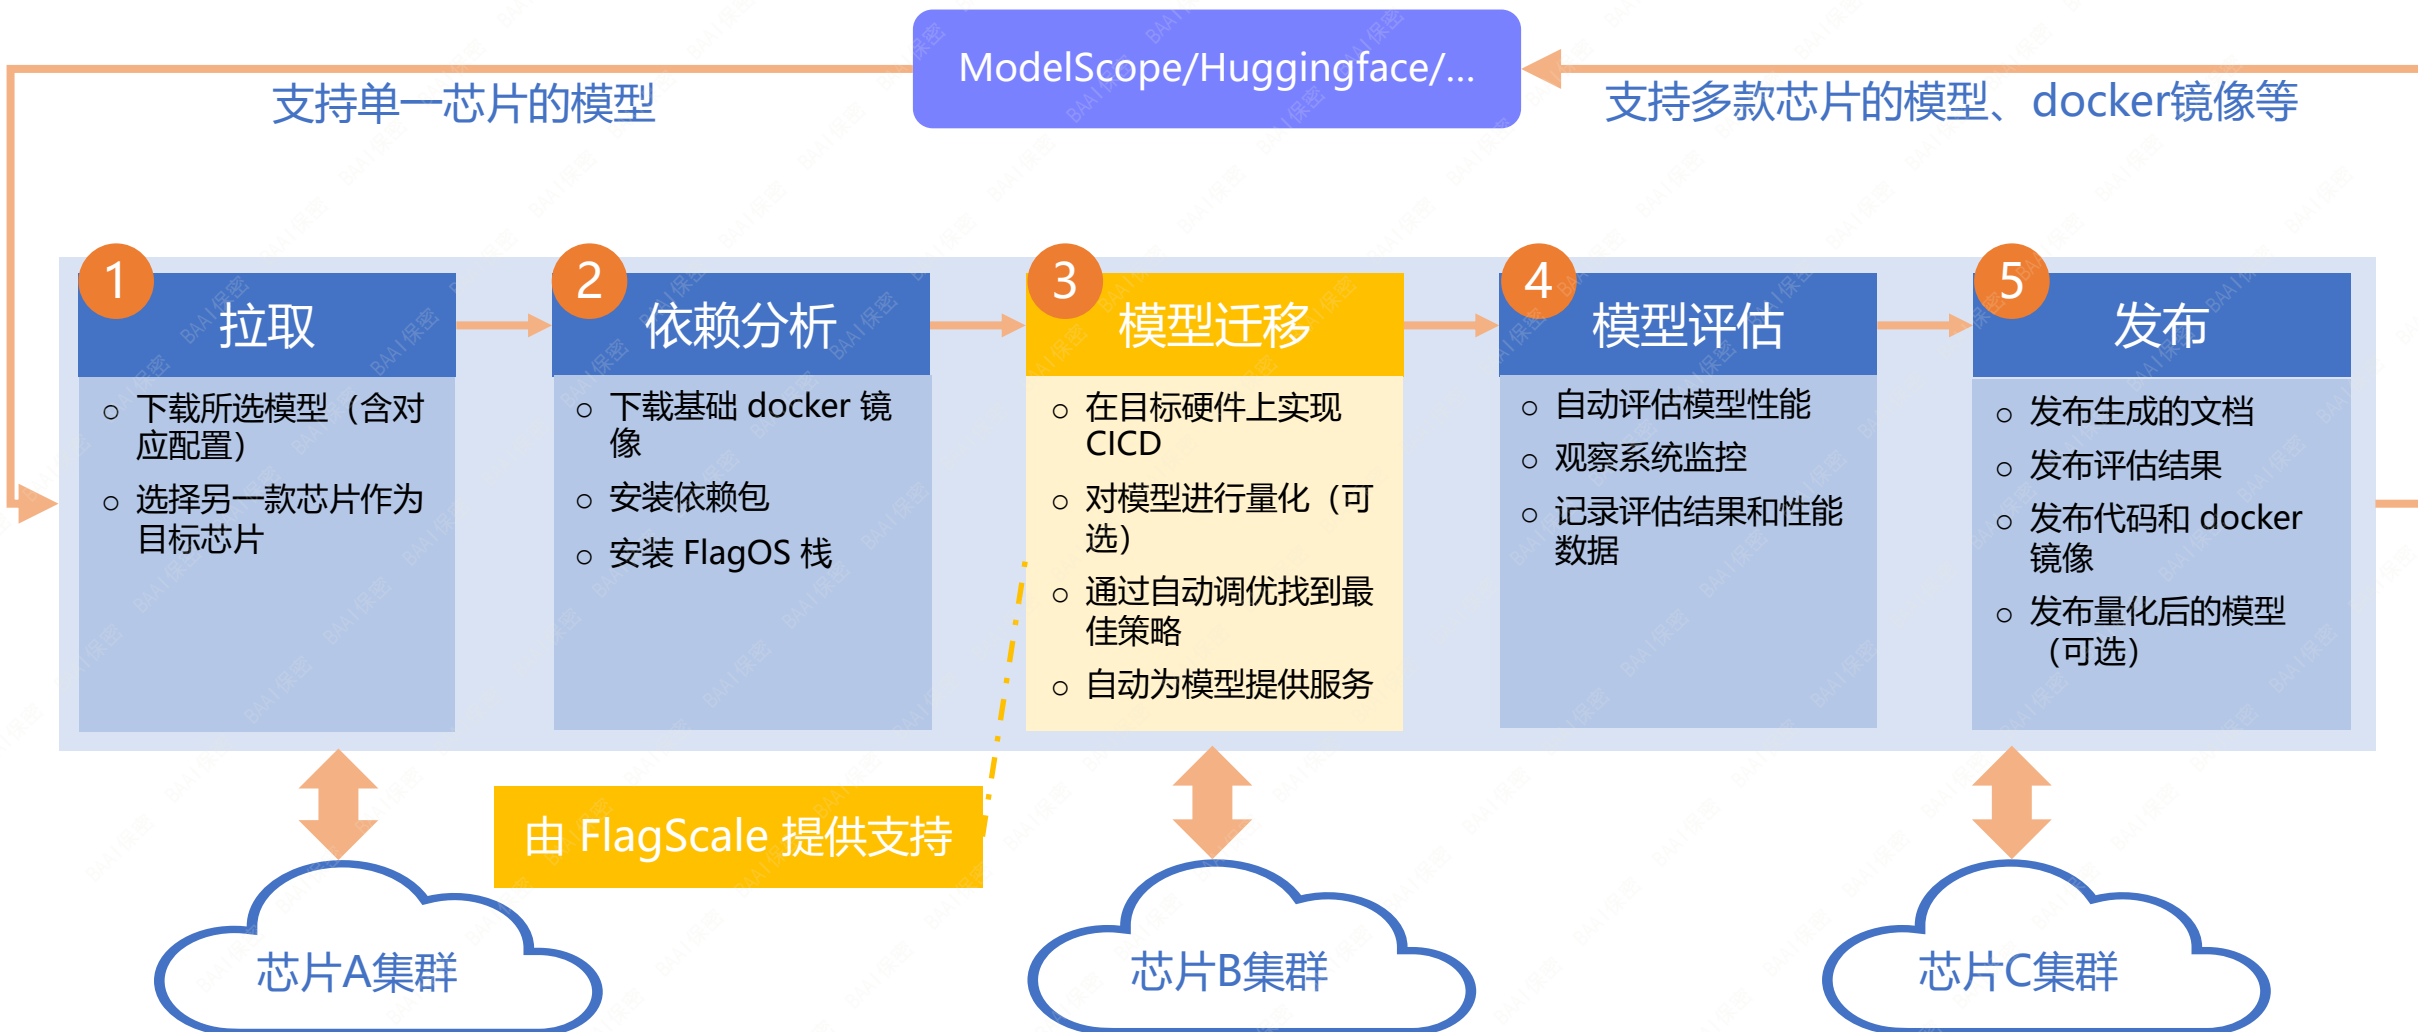 ModelScope/Huggingface/...
支持单一芯片的模型
支持多款芯片的模型、docker镜像等
1
拉取
下载所选模型（含对
应配置）
选择另一款芯片作为
目标芯片
2
依赖分析
下载基础 docker 镜
像
安装依赖包
安装 FlagOS 栈
3
模型迁移
在目标硬件上实现
CICD
对模型进行量化（可
选）
通过自动调优找到最
佳策略
自动为模型提供服务
4
模型评估
自动评估模型性能
观察系统监控
记录评估结果和性能
数据
5
发布
发布生成的文档
发布评估结果
发布代码和 docker
镜像
发布量化后的模型
（可选）
由 FlagScale 提供支持
芯片A集群
芯片B集群
芯片C集群
BAAI保密